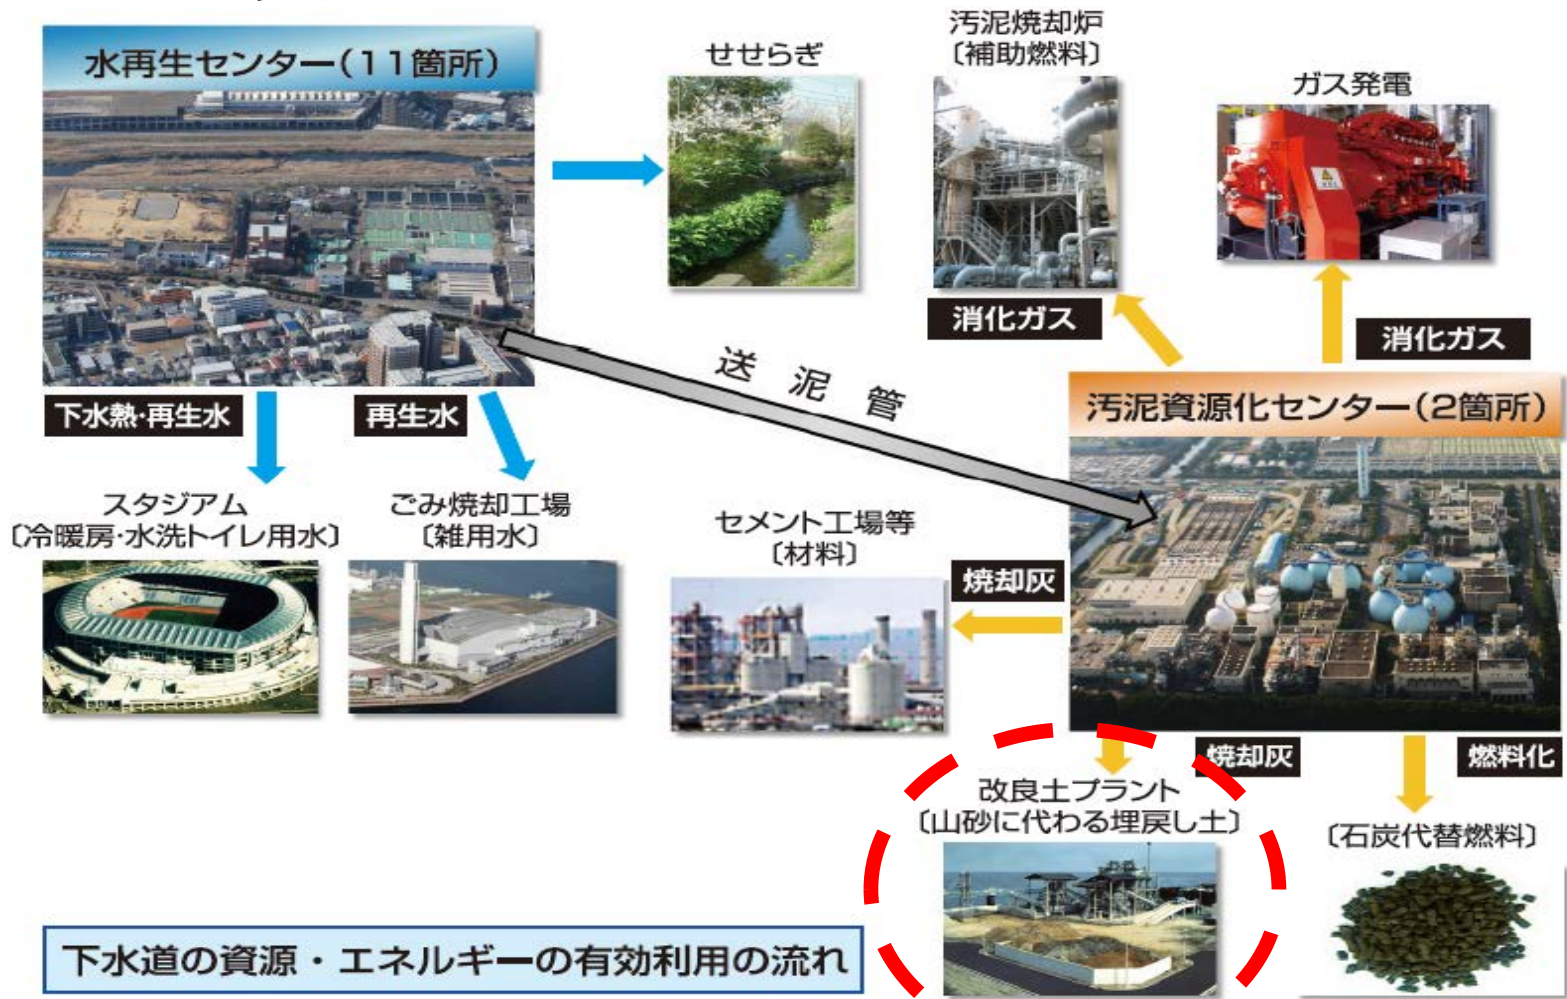 水再生センター(11箇所)
せせらぎ
汚泥焼却炉
〔補助燃料〕
ガス発電
消化ガス
消化ガス
送泥管
汚泥資源化センター(2箇所)
下水熱・再生水
再生水
スタジアム
〔冷暖房・水洗トイレ用水〕
ごみ焼却工場
〔雑用水〕
セメント工場等
〔材料〕
焼却灰
焼却灰
燃料化
改良土プラント
〔山砂に代わる埋戻し土〕
〔石炭代替燃料〕
下水道の資源・エネルギーの有効利用の流れ